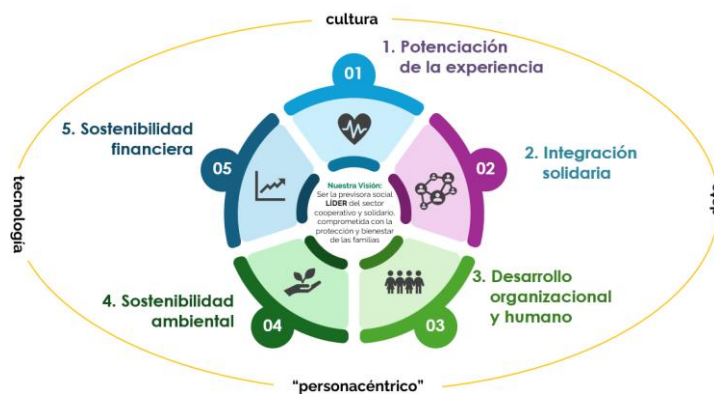 cultura
01
1. Potenciación
de la experiencia
02
2. Integración
solidaria
03
3. Desarrollo
organizacional
y humano
04
4. Sostenibilidad
ambiental
05
5. Sostenibilidad
financiera
Nuestra Visión:
Ser la previsora social
LÍDER del sector
cooperativo y solidario,
comprometida con la
protección y bienestar
de las familias
tecnología
"personacéntrico"